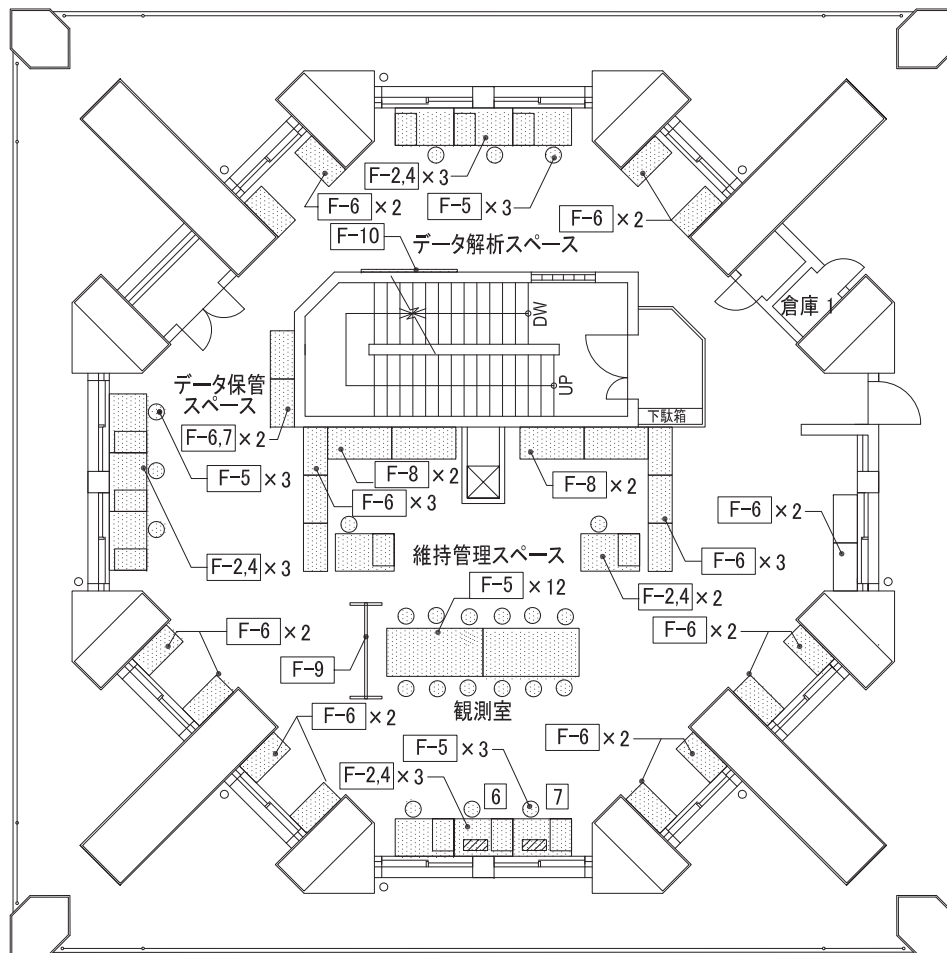 F-2,4 ×3
F-6 ×2
F-5 ×3
F-6 ×2
F-10
データ解析スペース
倉庫 1
DW
UP
データ保管
スペース
下駄箱
F-6,7 ×2
F-8 ×2
F-8 ×2
F-5 ×3
F-6 ×3
F-6 ×2
維持管理スペース
F-6 ×3
F-2,4 ×3
F-5 ×12
F-2,4 ×2
F-6 ×2
F-6 ×2
F-9
観測室
F-6 ×2
F-6 ×2
F-5 ×3
F-2,4 ×3
6
7